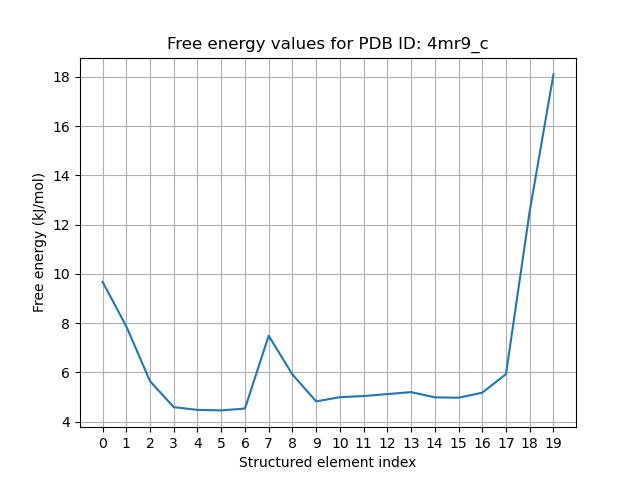 Free energy values for PDB ID: 4mr9_c
18
16
14
12
10
8
6
4
Free energy (kJ/mol)
0 1 2 3 4 5 6 7 8 9 10 11 12 13 14 15 16 17 18 19
Structured element index